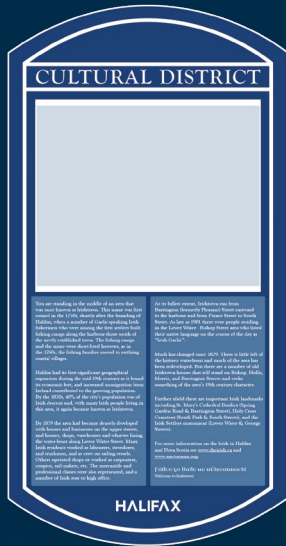 CULTURAL DISTRICT
You are standing in the middle of an area that
was once known as Irishtown. This name was first
coined in the 1750s, shortly after the founding of
Halifax, when a number of Gaelic-speaking Irish
fishermen who were among the first settlers built
fishing camps along the harbour shore south of
the newly established town. The fishing camps
and the name were short-lived however, as in
the 1760s, the fishing families moved to outlying
coastal villages.
Halifax had its first significant geographical
expansion during the mid-19th century as it found
its economic feet, and increased immigration from
Ireland contributed to the growing population.
By the 1830s, 40% of the city's population was of
Irish descent and, with many Irish people living in
this area, it again became known as Irishtown.
By 1879 the area had become densely developed
with homes and businesses on the upper streets,
and homes, shops, warehouses and wharves lining
the waterfront along Lower Water Street. Many
Irish residents worked as labourers, stevedores,
and truckmen, and as crew on sailing vessels.
Others operated shops or worked as carpenters,
coopers, sail-makers, etc. The mercantile and
professional classes were also represented, and a
number of Irish rose to high office.
At its fullest extent, Irishtown ran from
Barrington (formerly Pleasant) Street eastward
to the harbour and from Prince Street to South
Street. As late as 1901 there were people residing
in the Lower Water - Bishop Street area who listed
their native language on the census of the day as
"Irish Gaelic".
Much has changed since 1879. There is little left of
the historic waterfront and much of the area has
been redeveloped. But there are a number of old
Irishtown homes that still stand on Bishop, Hollis,
Morris, and Barrington Streets and evoke
something of the area's 19th century character.
Further afield there are important Irish landmarks
including St. Mary's Cathedral Basilica (Spring
Garden Road & Barrington Street), Holy Cross
Cemetery (South Park & South Streets), and the
Irish Settlers monument (Lower Water & George
Streets).
For more information on the Irish in Halifax
and Nova Scotia see
Fáilte go Baile na nÉireannach!
Welcome to Irishtown!
HALIFAX